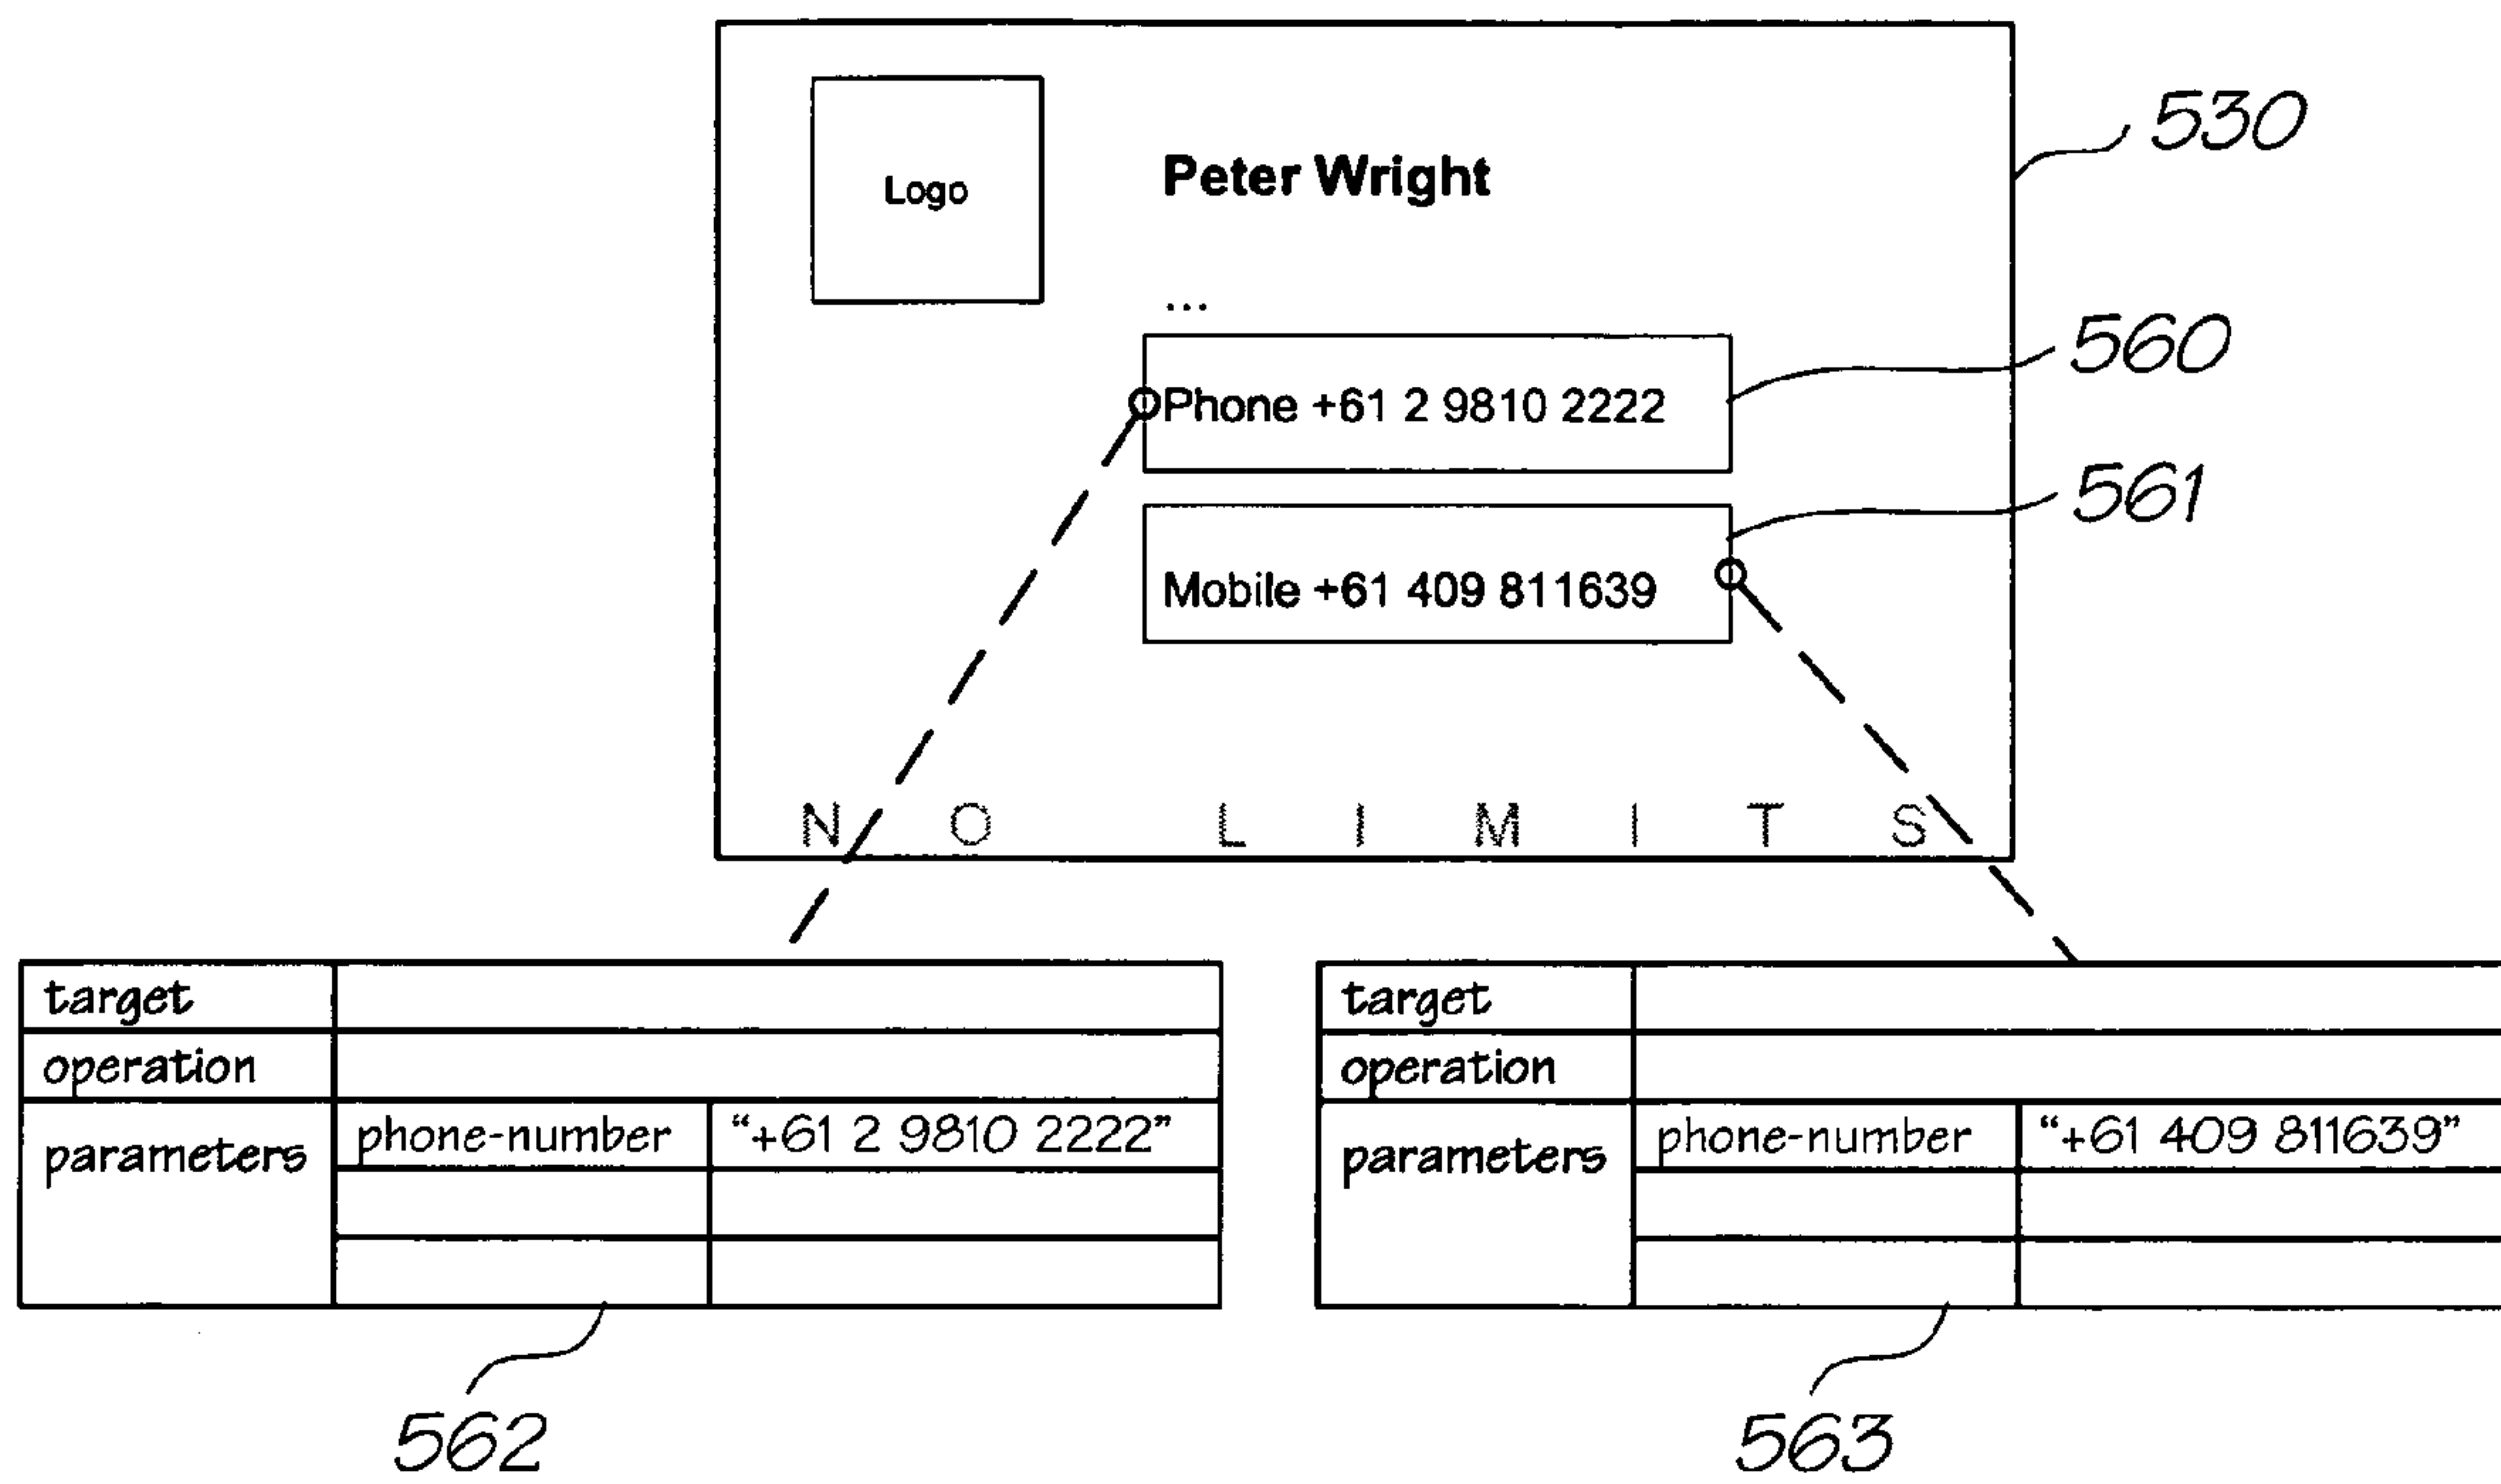 530
Logo
Peter Wright
...
560
Phone +61 2 9810 2222
561
Mobile +61 409 811639
N O L I M I T S
target
operation
parameters phone-number “+61 2 9810 2222”
562
target
operation
parameters phone-number “+61 409 811639”
563